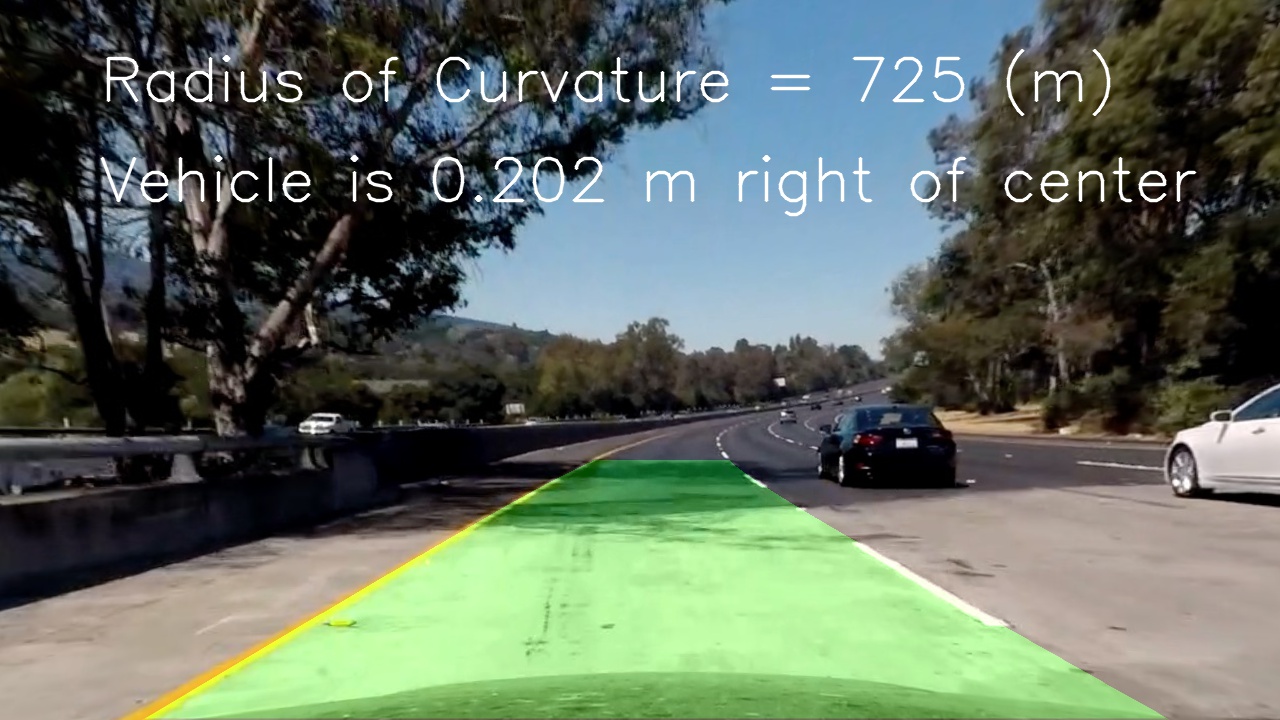 Radius of Curvature = 725 (m)
Vehicle is 0.202 m right of center